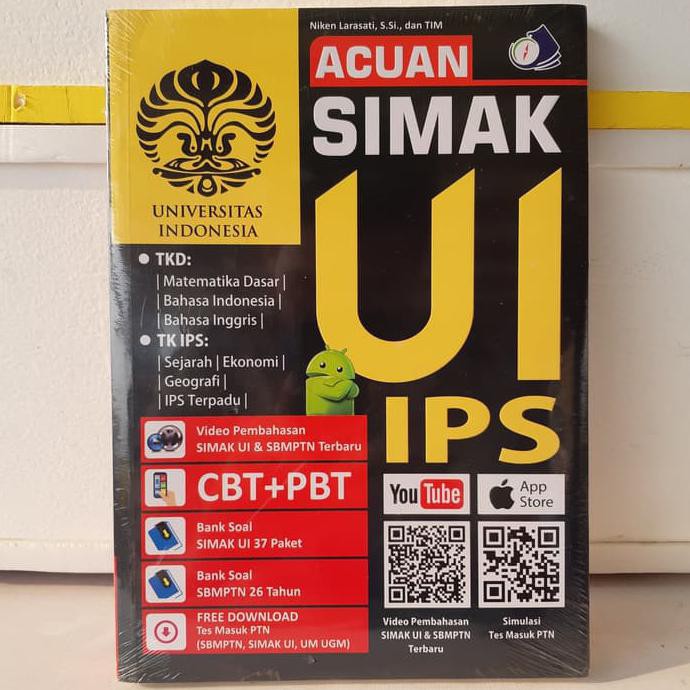 Niken Larasati, S.Si., dan TIM
ACUAN
SIMAK
UI
IPS
UNIVERSITAS
INDONESIA
● TKD:
| Matematika Dasar |
| Bahasa Indonesia |
| Bahasa Inggris |
● TK IPS:
| Sejarah | Ekonomi |
| Geografi |
| IPS Terpadu |
Video Pembahasan
SIMAK UI & SBMPTN Terbaru
CBT+PBT
Bank Soal
SIMAK UI 37 Paket
Bank Soal
SBMPTN 26 Tahun
FREE DOWNLOAD
Tes Masuk PTN
(SBMPTN, SIMAK UI, UM UGM)
YouTube
App
Store
Video Pembahasan
SIMAK UI & SBMPTN
Terbaru
Simulasi
Tes Masuk PTN